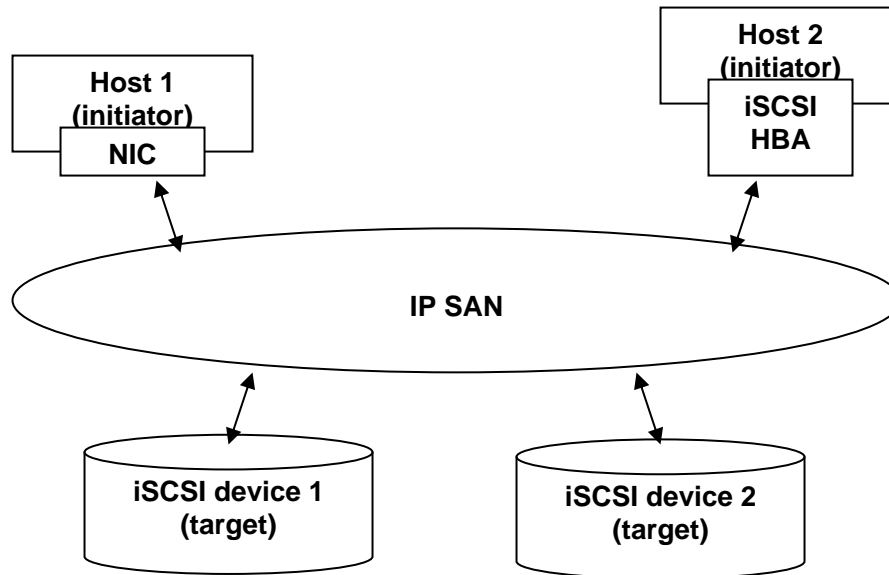 Host 1
(initiator)
NIC
Host 2
(initiator)
iSCSI
HBA
IP SAN
iSCSI device 1
(target)
iSCSI device 2
(target)